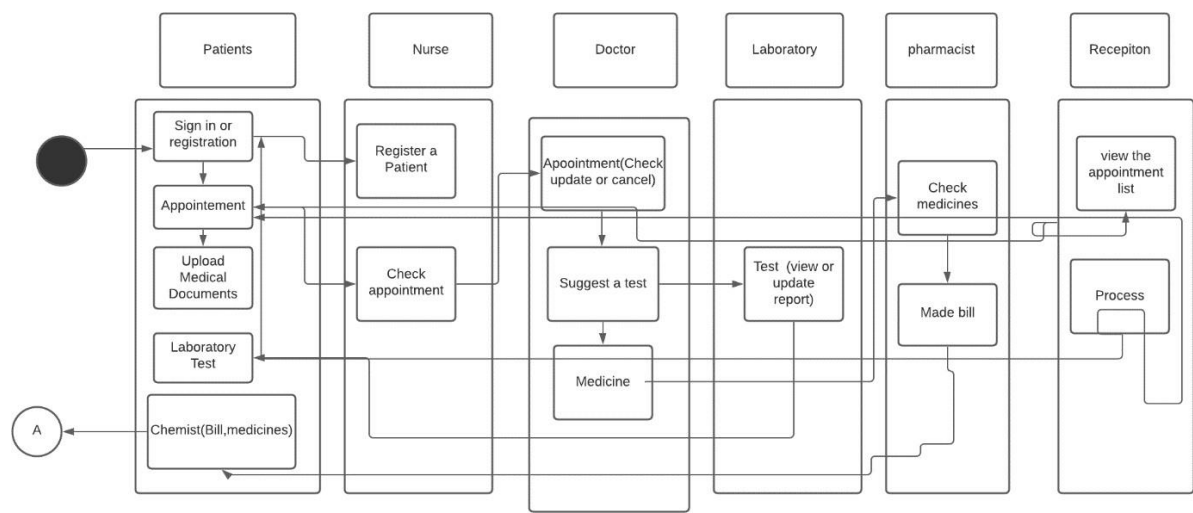 Patients
Nurse
Doctor
Laboratory
pharmacist
Recepiton
Sign in or
registration
Appointement
Upload
Medical
Documents
Laboratory
Test
Chemist(Bill,medicines)
A
Register a
Patient
Check
appointment
Apoointment(Check
update or cancel)
Suggest a test
Medicine
Test (view or
update
report)
Check
medicines
Made bill
view the
appointment
list
Process